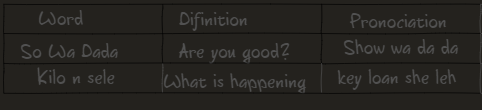 Word Difinition Pronociation
So Wa Dada Are you good? Show wa da da
Kilo n sele What is happening key loan she leh